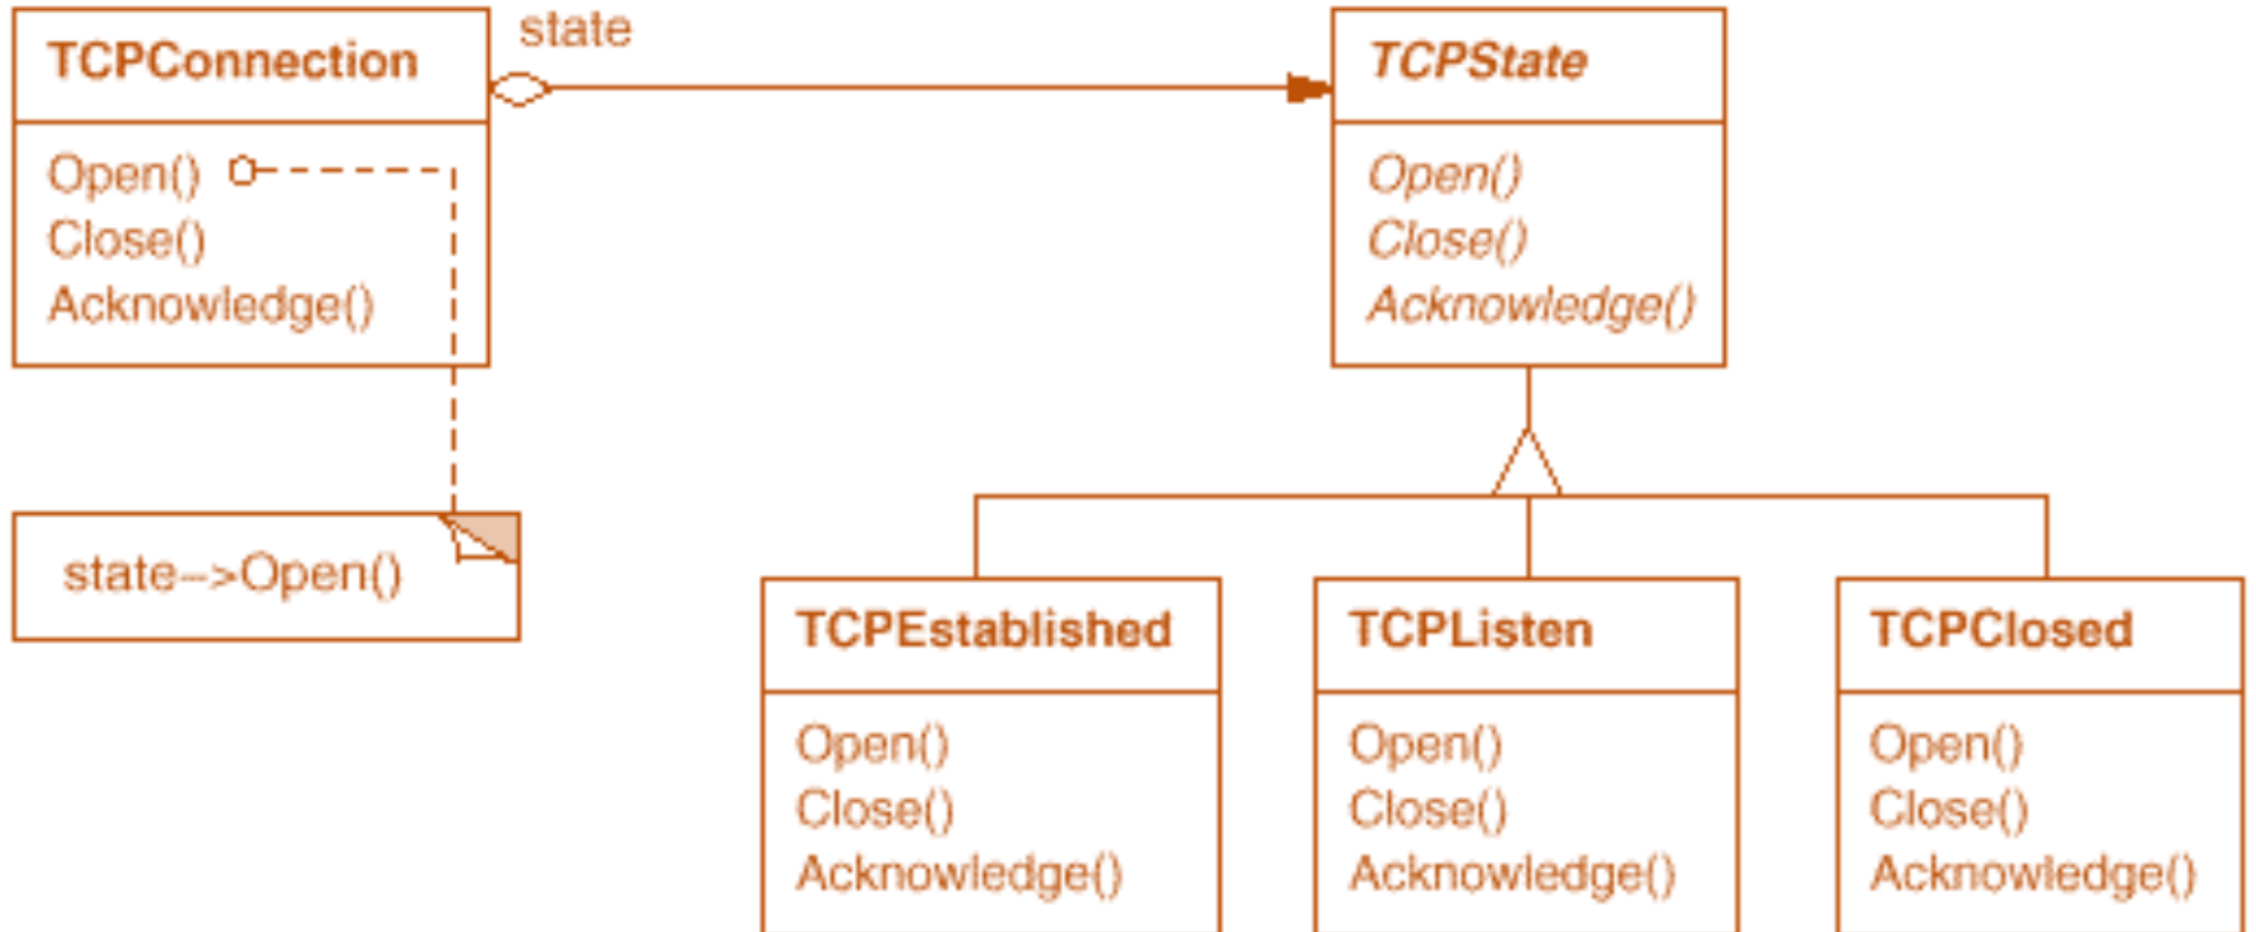 TCPConnection
Open()
Close()
Acknowledge()
state
TCPState
Open()
Close()
Acknowledge()
state-->Open()
TCPEstablished
Open()
Close()
Acknowledge()
TCPListen
Open()
Close()
Acknowledge()
TCPClosed
Open()
Close()
Acknowledge()